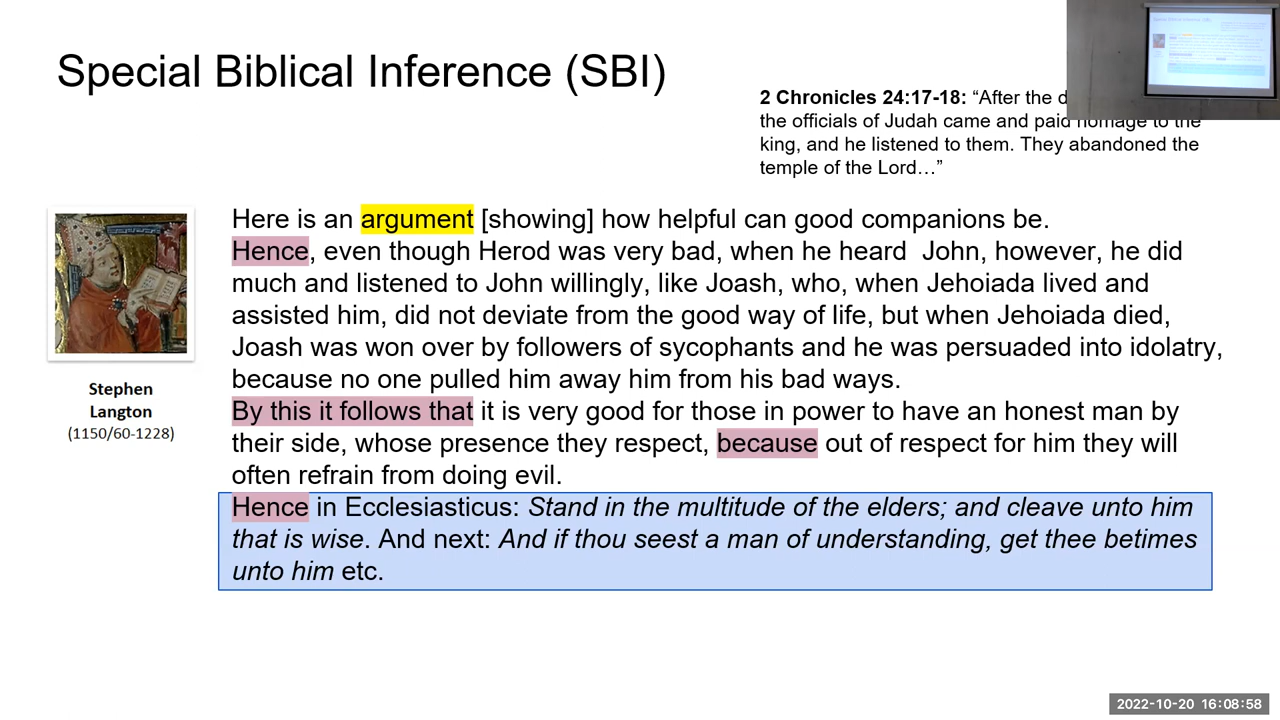 Special Biblical Inference (SBI)
2 Chronicles 24:17-18: “After the d
the officials of Judah came and paid homage to the
king, and he listened to them. They abandoned the
temple of the Lord…”
Here is an argument [showing] how helpful can good companions be.
Hence, even though Herod was very bad, when he heard John, however, he did
much and listened to John willingly, like Joash, who, when Jehoiada lived and
assisted him, did not deviate from the good way of life, but when Jehoiada died,
Joash was won over by followers of sycophants and he was persuaded into idolatry,
because no one pulled him away him from his bad ways.
By this it follows that it is very good for those in power to have an honest man by
their side, whose presence they respect, because out of respect for him they will
often refrain from doing evil.
Hence in Ecclesiasticus: Stand in the multitude of the elders; and cleave unto him
that is wise. And next: And if thou seest a man of understanding, get thee betimes
unto him etc.
Stephen
Langton
(1150/60-1228)
2022-10-20 16:08:58